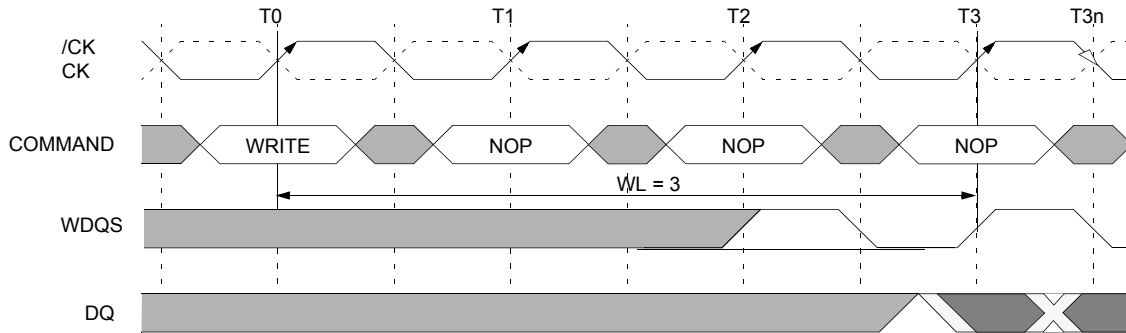 T0 T1 T2 T3 T3n
/CK
CK
COMMAND WRITE NOP NOP NOP
WL = 3
WDQS
DQ